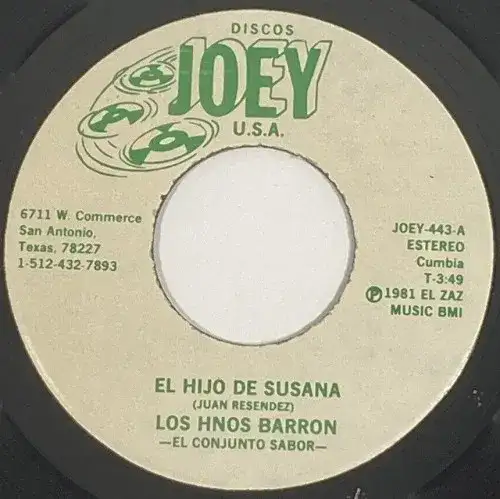 DISCOS
JOEY
U.S.A.
6711 W. Commerce
San Antonio,
Texas, 78227
1-512-432-7893
JOEY-443-A
ESTEREO
Cumbia
T-3:49
Ⓟ 1981 EL ZAZ
MUSIC BMI
EL HIJO DE SUSANA
(JUAN RESENDEZ)
LOS HNOS BARRON
—EL CONJUNTO SABOR—